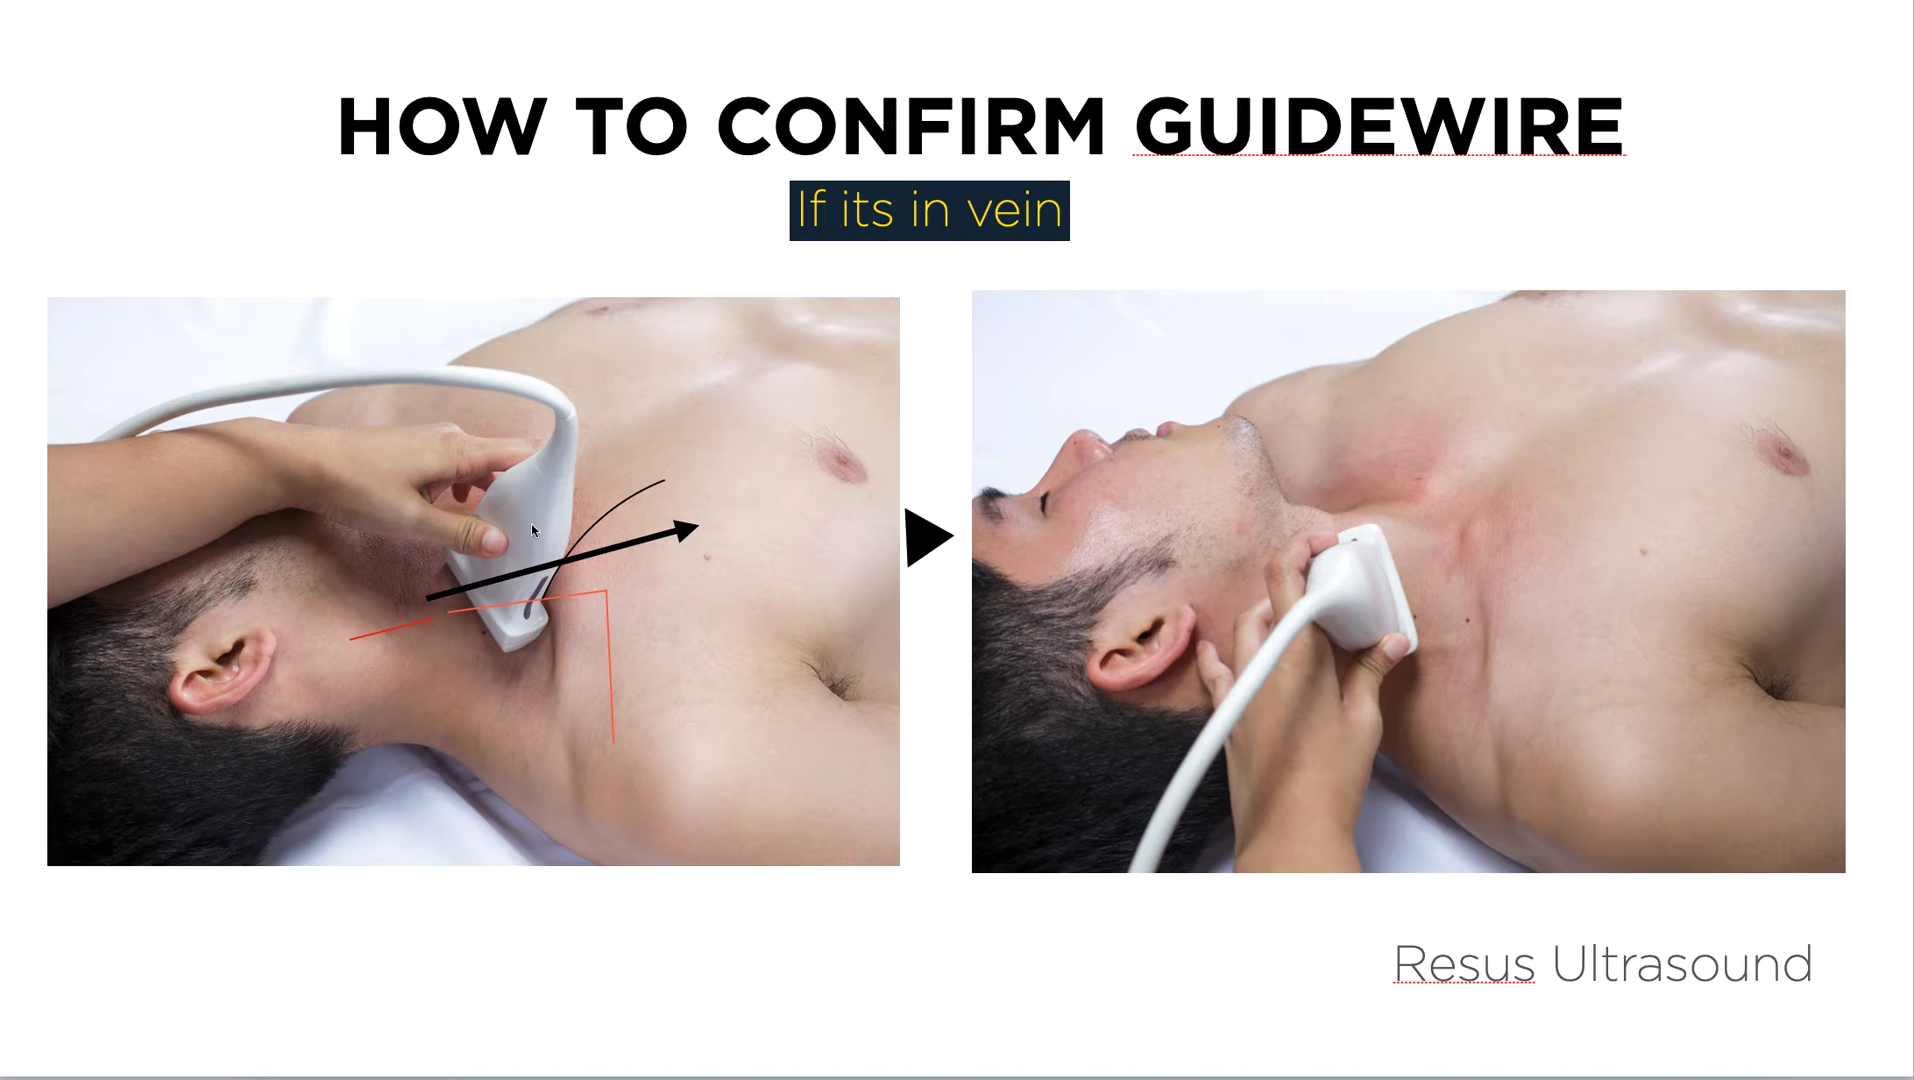 HOW TO CONFIRM GUIDEWIRE
If its in vein
Resus Ultrasound